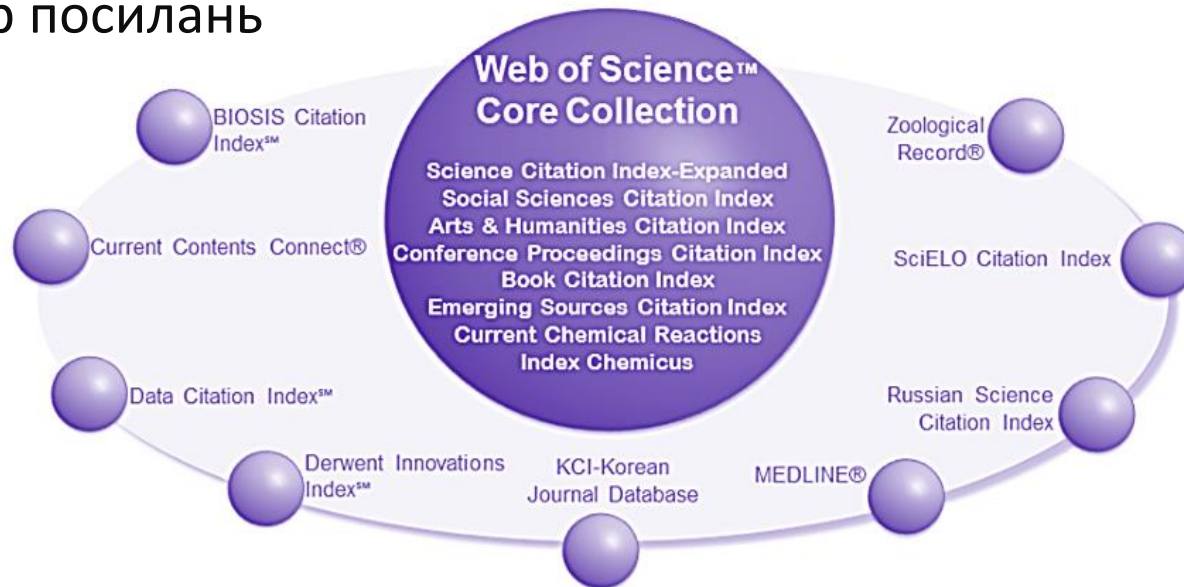 посилань
Web of Science™
Core Collection
Science Citation Index-Expanded
Social Sciences Citation Index
Arts & Humanities Citation Index
Conference Proceedings Citation Index
Book Citation Index
Emerging Sources Citation Index
Current Chemical Reactions
Index Chemicus
BIOSIS Citation
Index℠
Current Contents Connect®
Data Citation Index℠
Derwent Innovations
Index℠
KCI-Korean
Journal Database
MEDLINE®
Russian Science
Citation Index
SciELO Citation Index
Zoological
Record®